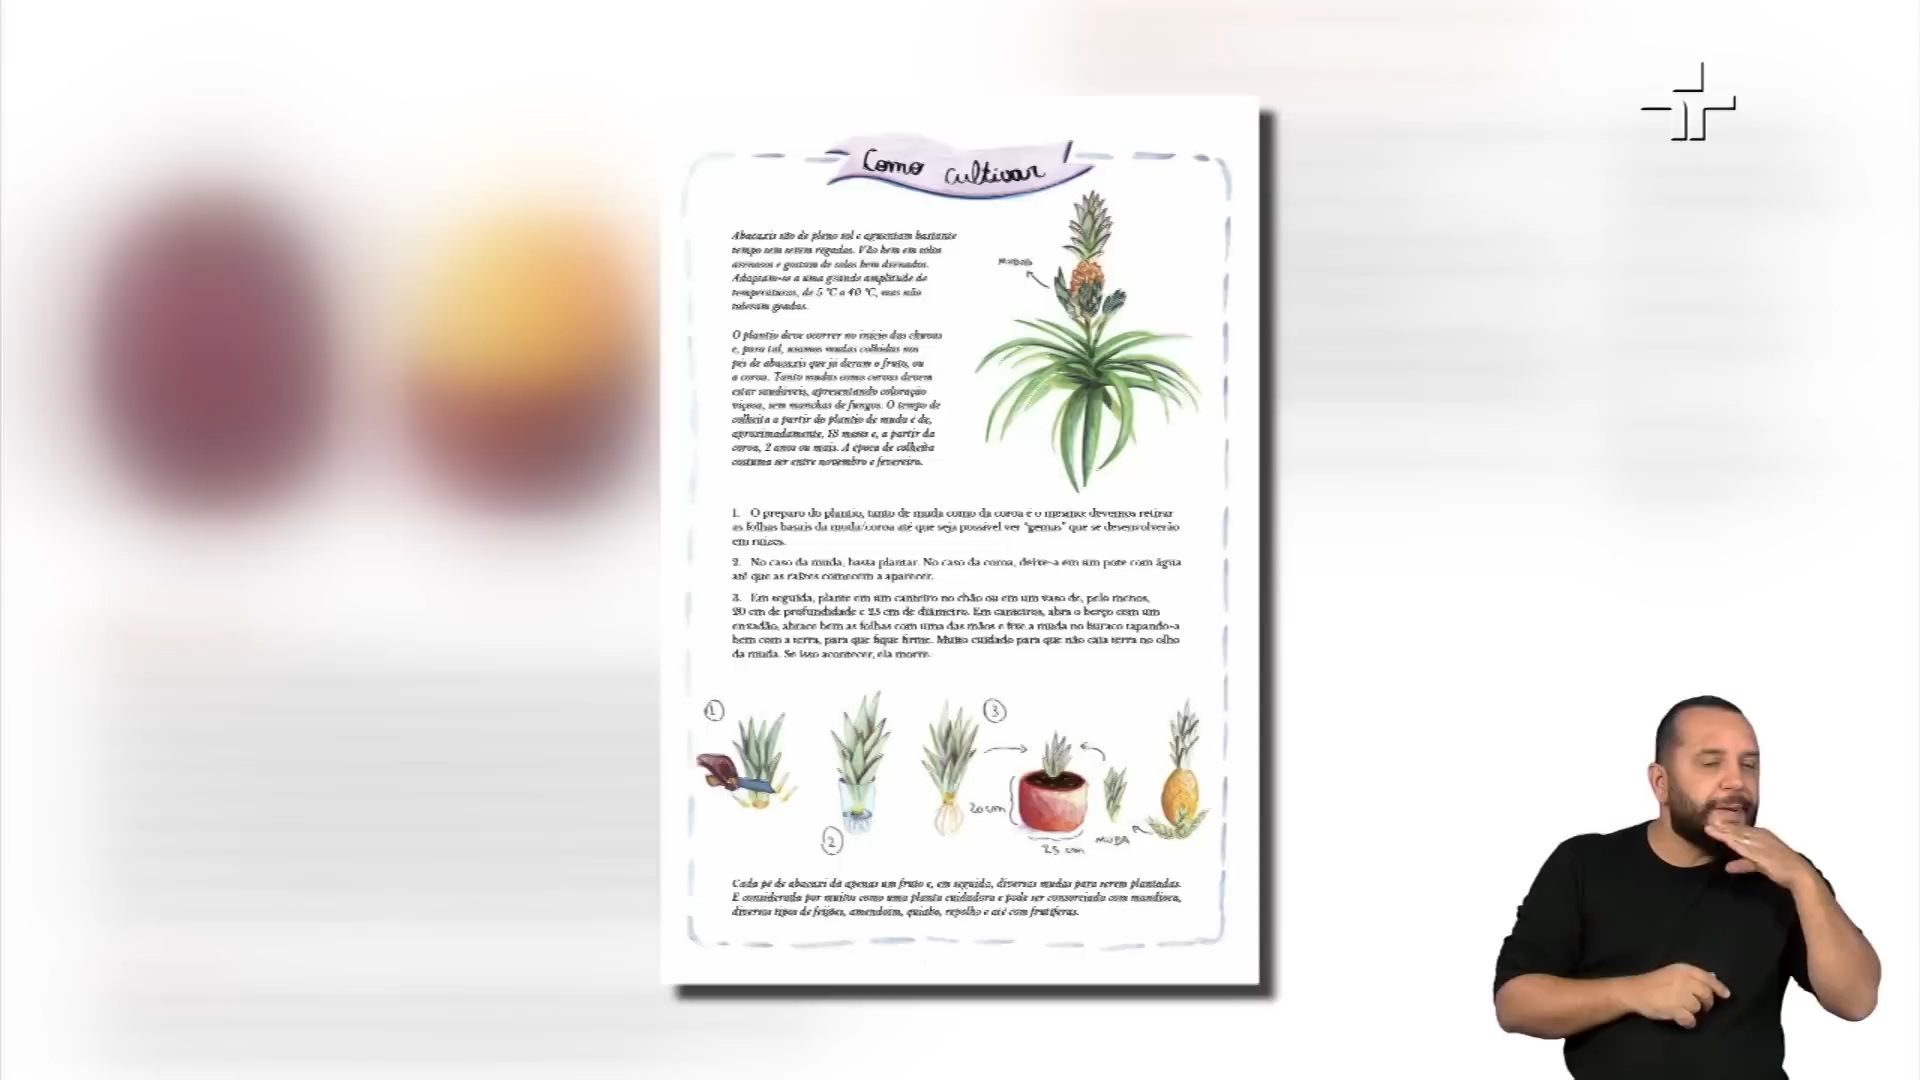 Como cultivar
Abacaxis são de pleno sol e aguentam bastante
tempo sem serem regados. Vão bem em solos
arenosos e gostam de solos bem drenados.
Adaptam-se a uma grande amplitude de
temperaturas, de 5 °C a 40 °C, mas não
toleram geadas.
MUDAS
O plantio deve ocorrer no início das chuvas
e, para tal, usamos mudas colhidas nos
pés de abacaxis que já deram o fruto, ou
a coroa. Tanto mudas como coroas devem
estar saudáveis, apresentando coloração
viçosa, sem manchas de fungos. O tempo de
colheita a partir do plantio de muda é de,
aproximadamente, 18 meses e, a partir da
coroa, 2 anos ou mais. A época de colheita
costuma ser entre novembro e fevereiro.
1. O preparo do plantio, tanto de muda como da coroa é o mesmo: devemos retirar
as folhas basais da muda/coroa até que seja possível ver "gemas" que se desenvolverão
em raízes.
2. No caso da muda, basta plantar. No caso da coroa, deixe-a em um pote com água
até que as raízes comecem a aparecer.
3. Em seguida, plante em um canteiro no chão ou em um vaso de, pelo menos,
20 cm de profundidade e 25 cm de diâmetro. Em canteiros, abra o berço com um
enxadão, abrace bem as folhas com uma das mãos e fixe a muda no buraco tapando-a
bem com a terra, para que fique firme. Muito cuidado para que não caia terra no olho
da muda. Se isso acontecer, ela morre.
1
3
20 cm
2
25 cm
MUDA
Cada pé de abacaxi dá apenas um fruto e, em seguida, diversas mudas para serem plantadas.
É considerada por muitos como uma planta cuidadora e pode ser consorciada com mandioca,
diversos tipos de feijões, amendoim, quiabo, repolho e até com frutíferas.